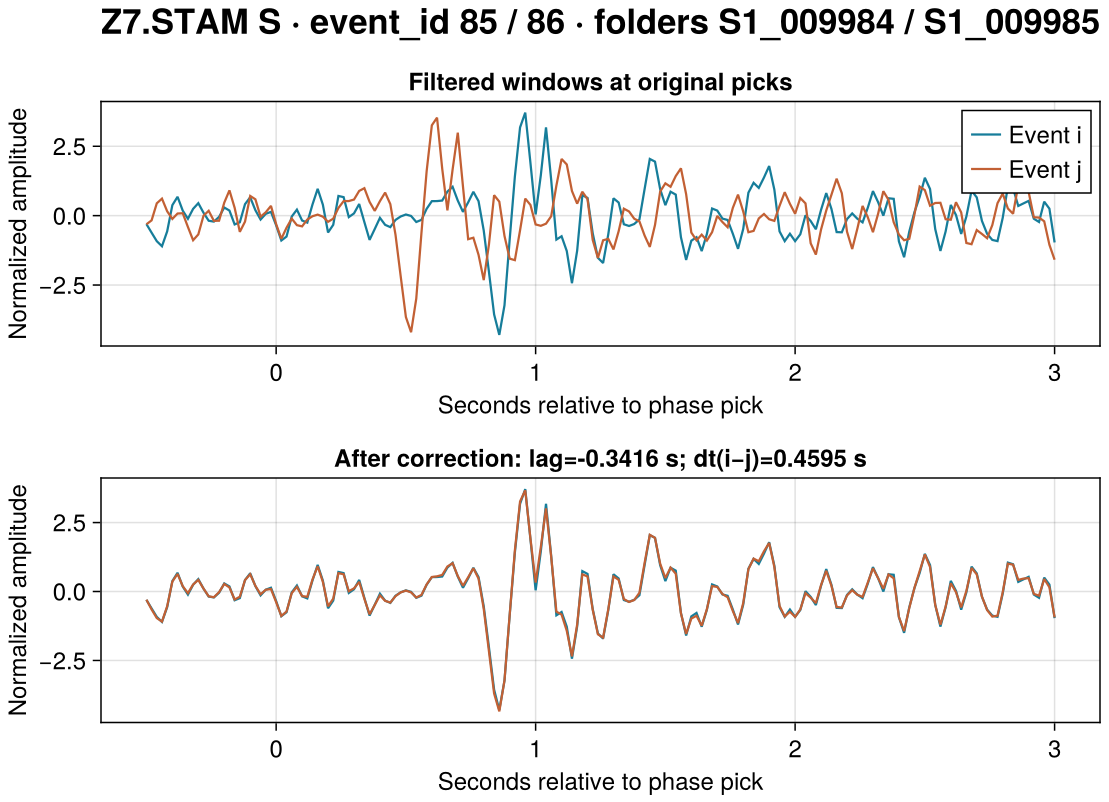 Z7.STAM S · event_id 85 / 86 · folders S1_009984 / S1_009985
Filtered windows at original picks
Normalized amplitude
2.5
0.0
−2.5
Event i
Event j
0
1
2
3
Seconds relative to phase pick
After correction: lag=-0.3416 s; dt(i−j)=0.4595 s
Normalized amplitude
2.5
0.0
−2.5
0
1
2
3
Seconds relative to phase pick